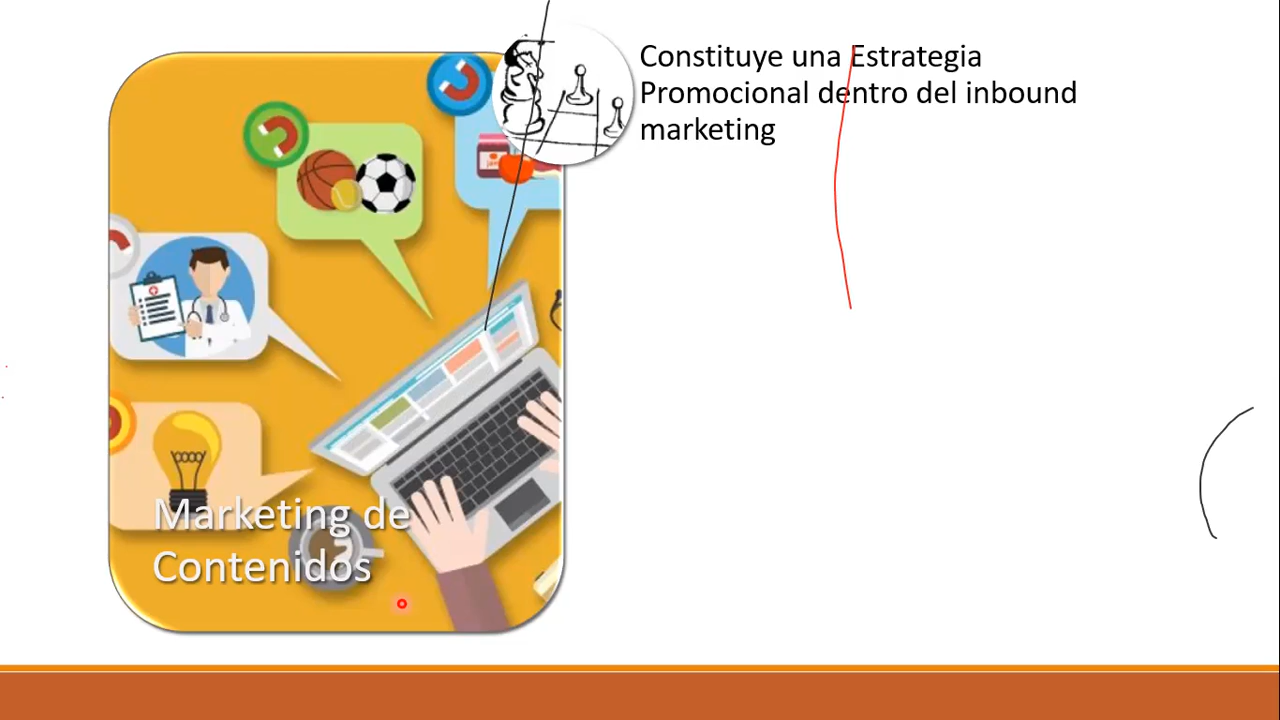 Constituye una Estrategia
Promocional dentro del inbound
marketing
Marketing de
Contenidos